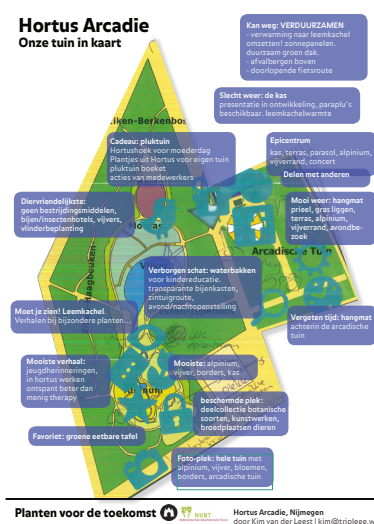 Hortus Arcadie
Onze tuin in kaart
Kan weg: VERDUURZAMEN
- verwarming naar leemkachel
omzetten! zonnepanelen.
duurzaam groen dak.
- afvalbergen boven
- doorlopende fietsroute
Slecht weer: de kas
presentatie in ontwikkeling, paraplu's
beschikbaar. leemkachelwarmte
iken-Berkenbos
Cadeau: pluktuin
Hortushoek voor moederdag
Plantjes uit Hortus voor eigen tuin
pluktuin boeket
acties van medewerkers
Epicentrum
kas, terras, parasol, alpinium,
vijverrand, concert
Delen met anderen
Diervriendelijkste:
geen bestrijdingsmiddelen,
bijen/insectenhotels, vijvers,
vlinderbeplanting
Mooi weer: hangmat
prieel, gras liggen,
terras, alpinium,
vijverrand, avondbe-
zoek
Arcadische Tuin
Haagbeuken
Verborgen schat: waterbakken
voor kindereducatie.
transparante bijenkasten,
zintuigroute,
avond/nachtopenstelling
Moet je zien! Leemkachel.
Verhalen bij bijzondere planten...
Vergeten tijd: hangmat
achterin de arcadische
tuin
Mooiste verhaal:
jeugdherinneringen,
in hortus werken
ontspant beter dan
menig therapy
Mooiste: alpinium,
vijver, borders, kas
beschermde plek:
deelcollectie botanische
soorten, kunstwerken,
broedplaatsen dieren
Favoriet: groene eetbare tafel
Foto-plek: hele tuin met
alpinium, vijver, bloemen,
borders, arcadische tuin
Planten voor de toekomst
NVBT
Hortus Arcadie, Nijmegen
door Kim van der Leest | kim@tripleee.w